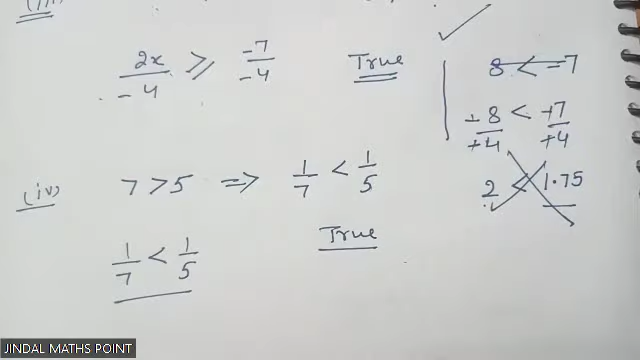 (iii)
2x/-4 ≥ -7/-4 True
8 < -7
+8/+4 < +7/+4
2 < 1.75
(iv) 7 > 5 ⇒ 1/7 < 1/5
True
1/7 < 1/5
JINDAL MATHS POINT